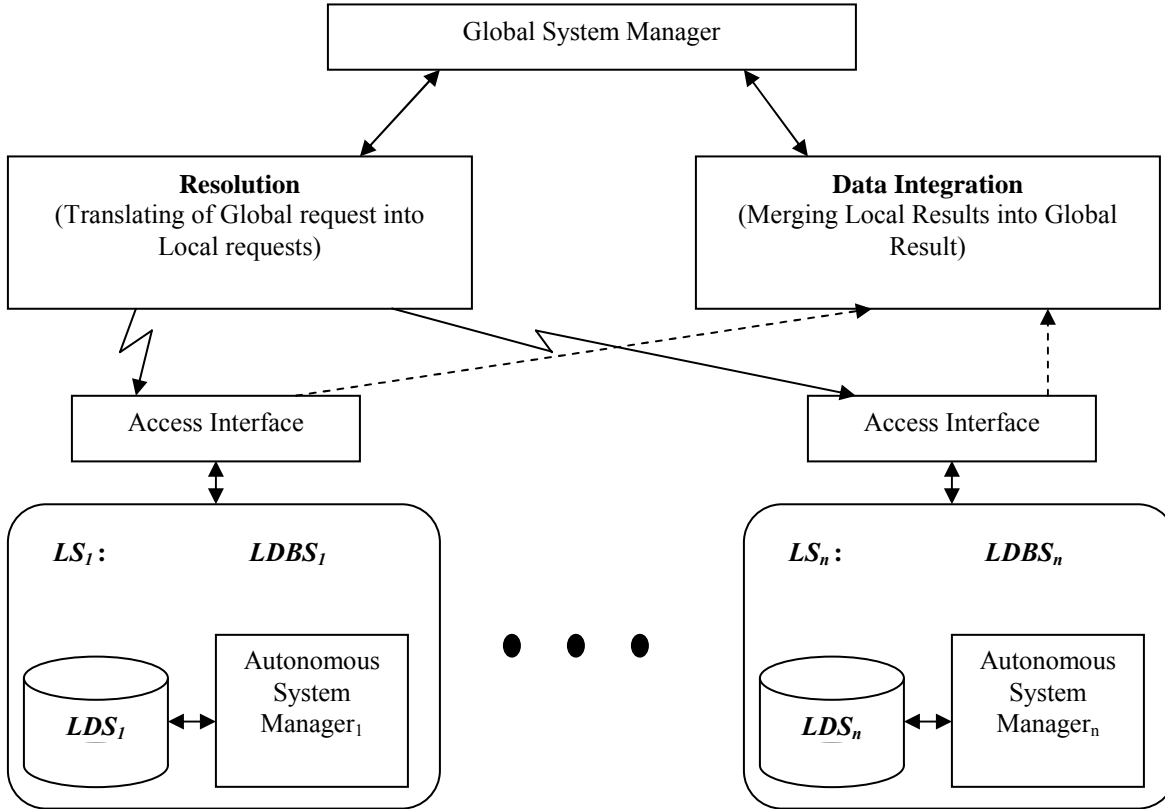 Global System Manager
Resolution
(Translating of Global request into
Local requests)
Data Integration
(Merging Local Results into Global
Result)
Access Interface
Access Interface
LS₁ : LDBS₁
LSₙ : LDBSₙ
Autonomous
System
Manager₁
LDS₁
Autonomous
System
Managerₙ
LDSₙ